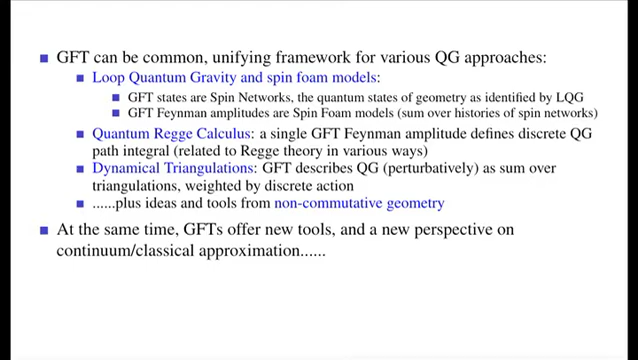 GFT can be common, unifying framework for various QG approaches:
Loop Quantum Gravity and spin foam models:
GFT states are Spin Networks, the quantum states of geometry as identified by LQG
GFT Feynman amplitudes are Spin Foam models (sum over histories of spin networks)
Quantum Regge Calculus: a single GFT Feynman amplitude defines discrete QG
path integral (related to Regge theory in various ways)
Dynamical Triangulations: GFT describes QG (perturbatively) as sum over
triangulations, weighted by discrete action
......plus ideas and tools from non-commutative geometry
At the same time, GFTs offer new tools, and a new perspective on
continuum/classical approximation......